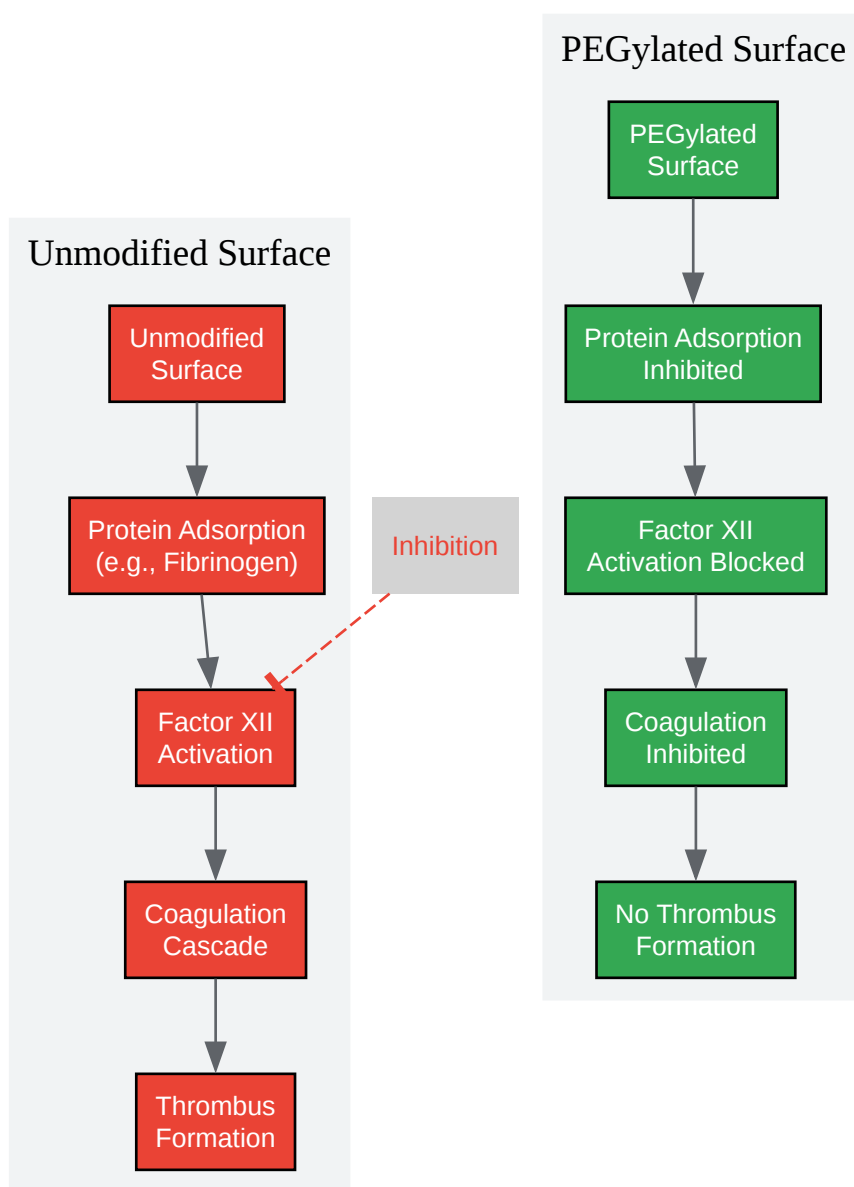 PEGylated Surface
PEGylated
Surface
Protein Adsorption
Inhibited
Factor XII
Activation Blocked
Coagulation
Inhibited
No Thrombus
Formation
Unmodified Surface
Unmodified
Surface
Protein Adsorption
(e.g., Fibrinogen)
Inhibition
Factor XII
Activation
Coagulation
Cascade
Thrombus
Formation